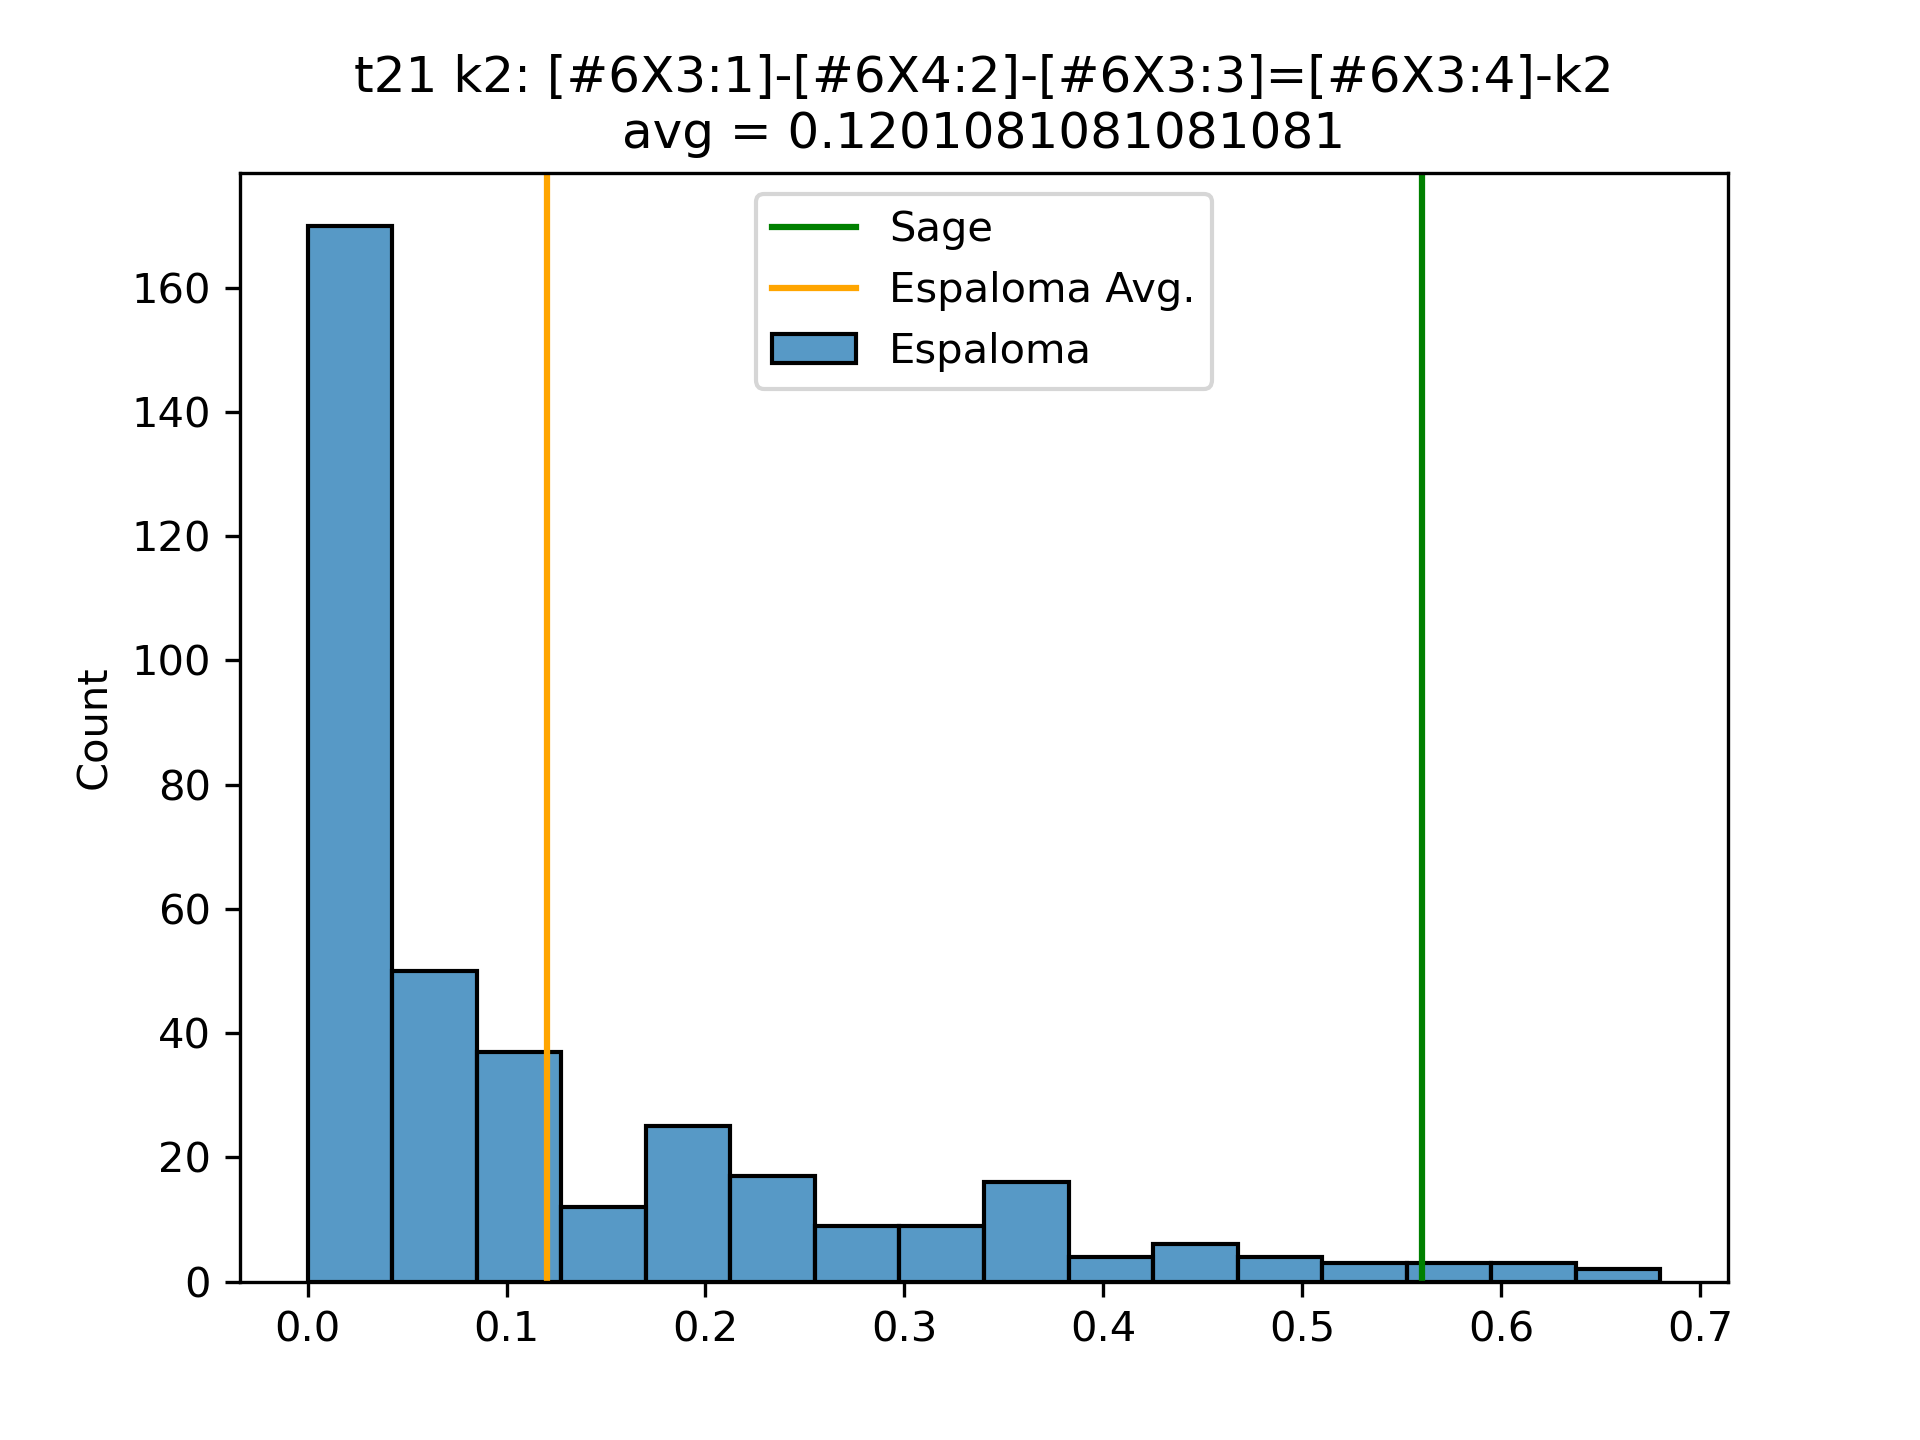 t21 k2: [#6X3:1]-[#6X4:2]-[#6X3:3]=[#6X3:4]-k2
avg = 0.1201081081081081
Sage
Espaloma Avg.
Espaloma
Count
160
140
120
100
80
60
40
20
0
0.0 0.1 0.2 0.3 0.4 0.5 0.6 0.7